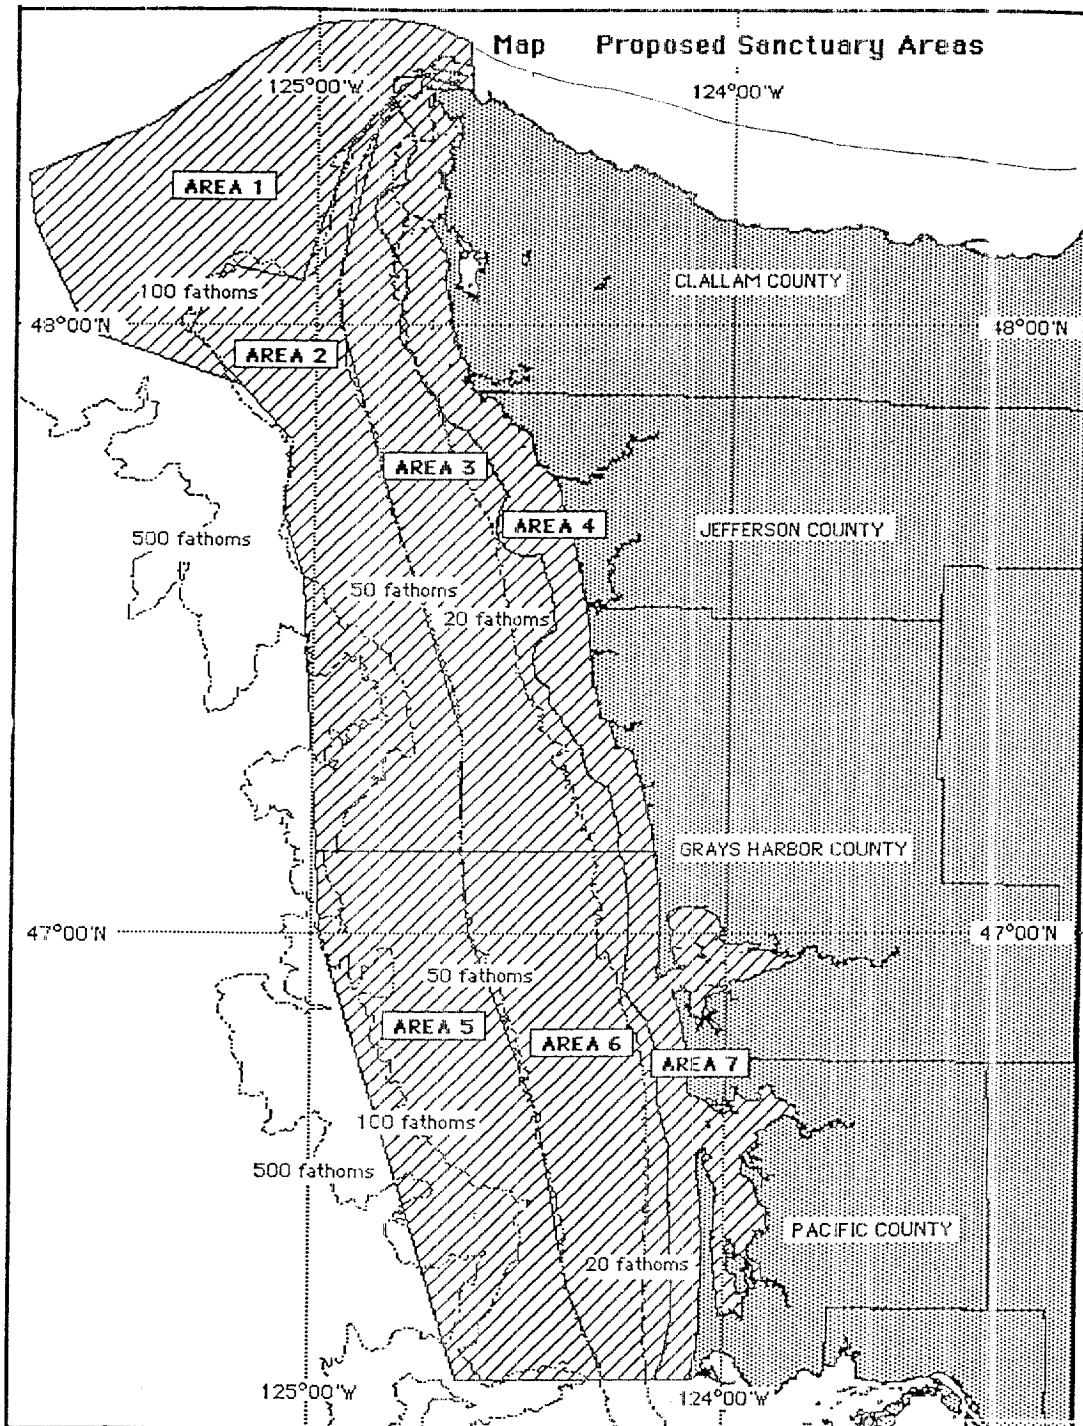 Map Proposed Sanctuary Areas
125°00'W 124°00'W
AREA 1
CLALLAM COUNTY
100 fathoms
48°00'N 48°00'N
AREA 2
AREA 3
AREA 4
JEFFERSON COUNTY
500 fathoms
50 fathoms
20 fathoms
GRAYS HARBOR COUNTY
47°00'N 47°00'N
50 fathoms
AREA 5
AREA 6
AREA 7
100 fathoms
500 fathoms
PACIFIC COUNTY
20 fathoms
125°00'W 124°00'W